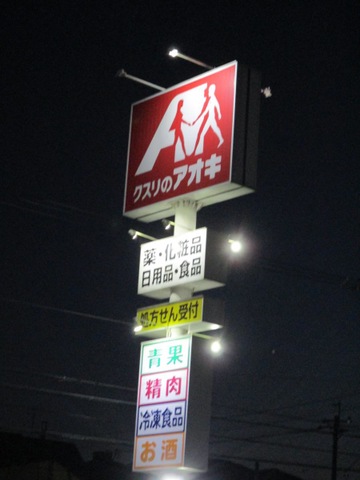 クスリのアオキ
薬・化粧品
日用品・食品
処方せん受付
青果
精肉
冷凍食品
お酒